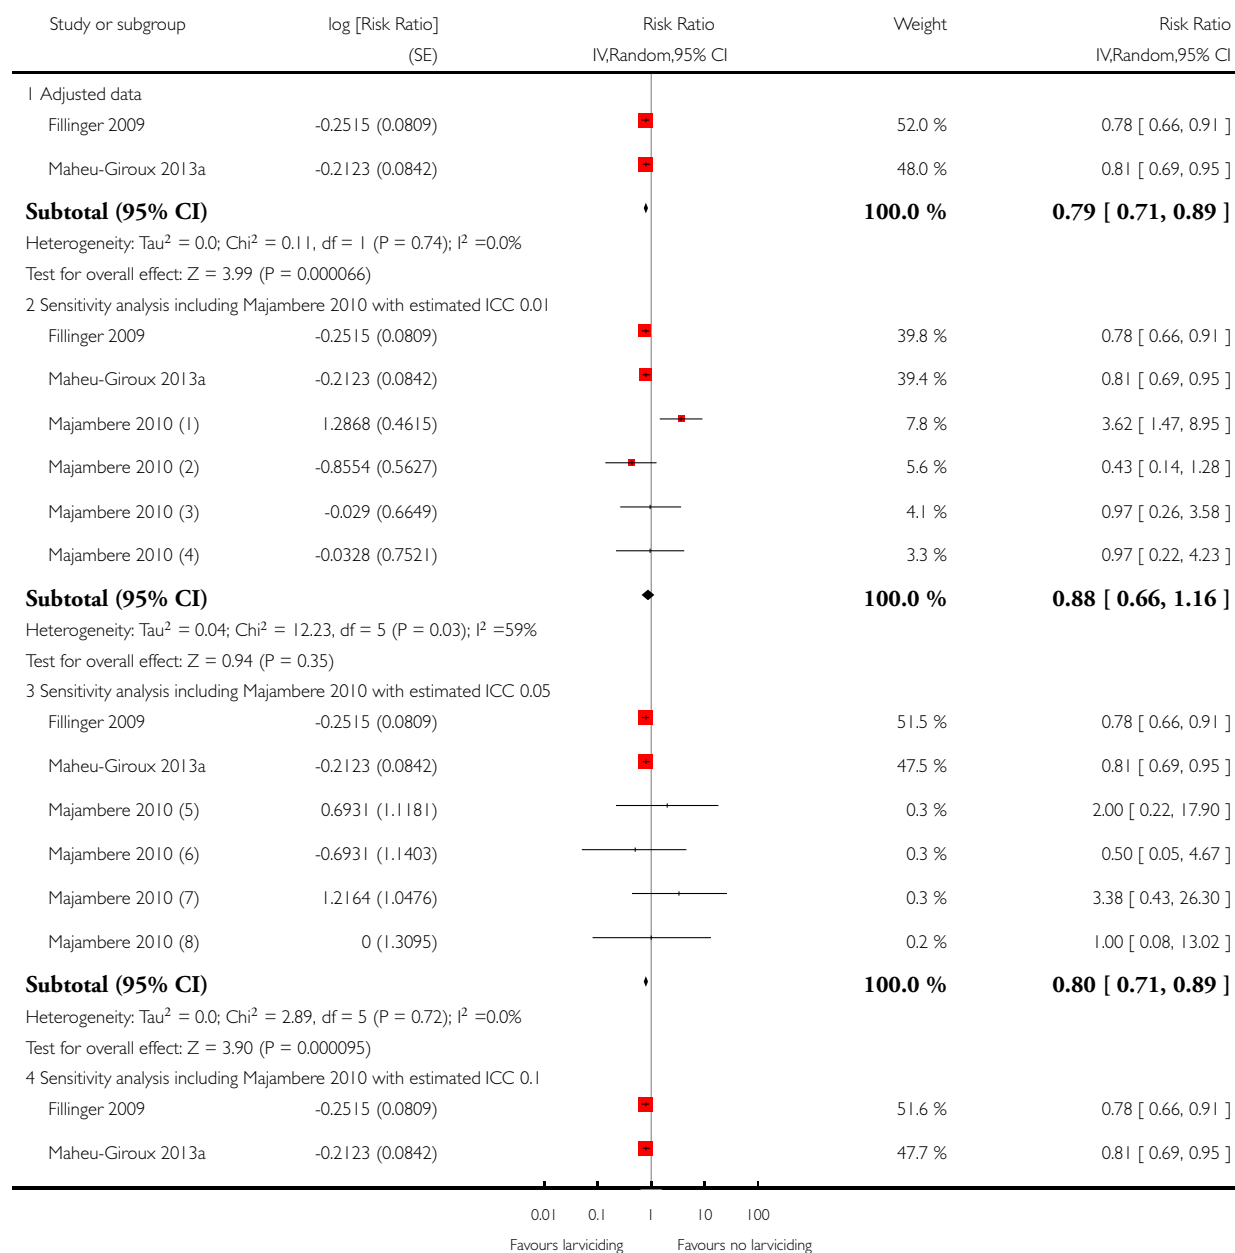 Study or subgroup log [Risk Ratio] Risk Ratio Weight Risk Ratio
(SE) IV,Random,95% CI IV,Random,95% CI
1 Adjusted data
Fillinger 2009 -0.2515 (0.0809) 52.0 % 0.78 [ 0.66, 0.91 ]
Maheu-Giroux 2013a -0.2123 (0.0842) 48.0 % 0.81 [ 0.69, 0.95 ]
Subtotal (95% CI) 100.0 % 0.79 [ 0.71, 0.89 ]
Heterogeneity: Tau² = 0.0; Chi² = 0.11, df = 1 (P = 0.74); I² =0.0%
Test for overall effect: Z = 3.99 (P = 0.000066)
2 Sensitivity analysis including Majambere 2010 with estimated ICC 0.01
Fillinger 2009 -0.2515 (0.0809) 39.8 % 0.78 [ 0.66, 0.91 ]
Maheu-Giroux 2013a -0.2123 (0.0842) 39.4 % 0.81 [ 0.69, 0.95 ]
Majambere 2010 (1) 1.2868 (0.4615) 7.8 % 3.62 [ 1.47, 8.95 ]
Majambere 2010 (2) -0.8554 (0.5627) 5.6 % 0.43 [ 0.14, 1.28 ]
Majambere 2010 (3) -0.029 (0.6649) 4.1 % 0.97 [ 0.26, 3.58 ]
Majambere 2010 (4) -0.0328 (0.7521) 3.3 % 0.97 [ 0.22, 4.23 ]
Subtotal (95% CI) 100.0 % 0.88 [ 0.66, 1.16 ]
Heterogeneity: Tau² = 0.04; Chi² = 12.23, df = 5 (P = 0.03); I² =59%
Test for overall effect: Z = 0.94 (P = 0.35)
3 Sensitivity analysis including Majambere 2010 with estimated ICC 0.05
Fillinger 2009 -0.2515 (0.0809) 51.5 % 0.78 [ 0.66, 0.91 ]
Maheu-Giroux 2013a -0.2123 (0.0842) 47.5 % 0.81 [ 0.69, 0.95 ]
Majambere 2010 (5) 0.6931 (1.1181) 0.3 % 2.00 [ 0.22, 17.90 ]
Majambere 2010 (6) -0.6931 (1.1403) 0.3 % 0.50 [ 0.05, 4.67 ]
Majambere 2010 (7) 1.2164 (1.0476) 0.3 % 3.38 [ 0.43, 26.30 ]
Majambere 2010 (8) 0 (1.3095) 0.2 % 1.00 [ 0.08, 13.02 ]
Subtotal (95% CI) 100.0 % 0.80 [ 0.71, 0.89 ]
Heterogeneity: Tau² = 0.0; Chi² = 2.89, df = 5 (P = 0.72); I² =0.0%
Test for overall effect: Z = 3.90 (P = 0.000095)
4 Sensitivity analysis including Majambere 2010 with estimated ICC 0.1
Fillinger 2009 -0.2515 (0.0809) 51.6 % 0.78 [ 0.66, 0.91 ]
Maheu-Giroux 2013a -0.2123 (0.0842) 47.7 % 0.81 [ 0.69, 0.95 ]
0.01 0.1 1 10 100
Favours larviciding Favours no larviciding